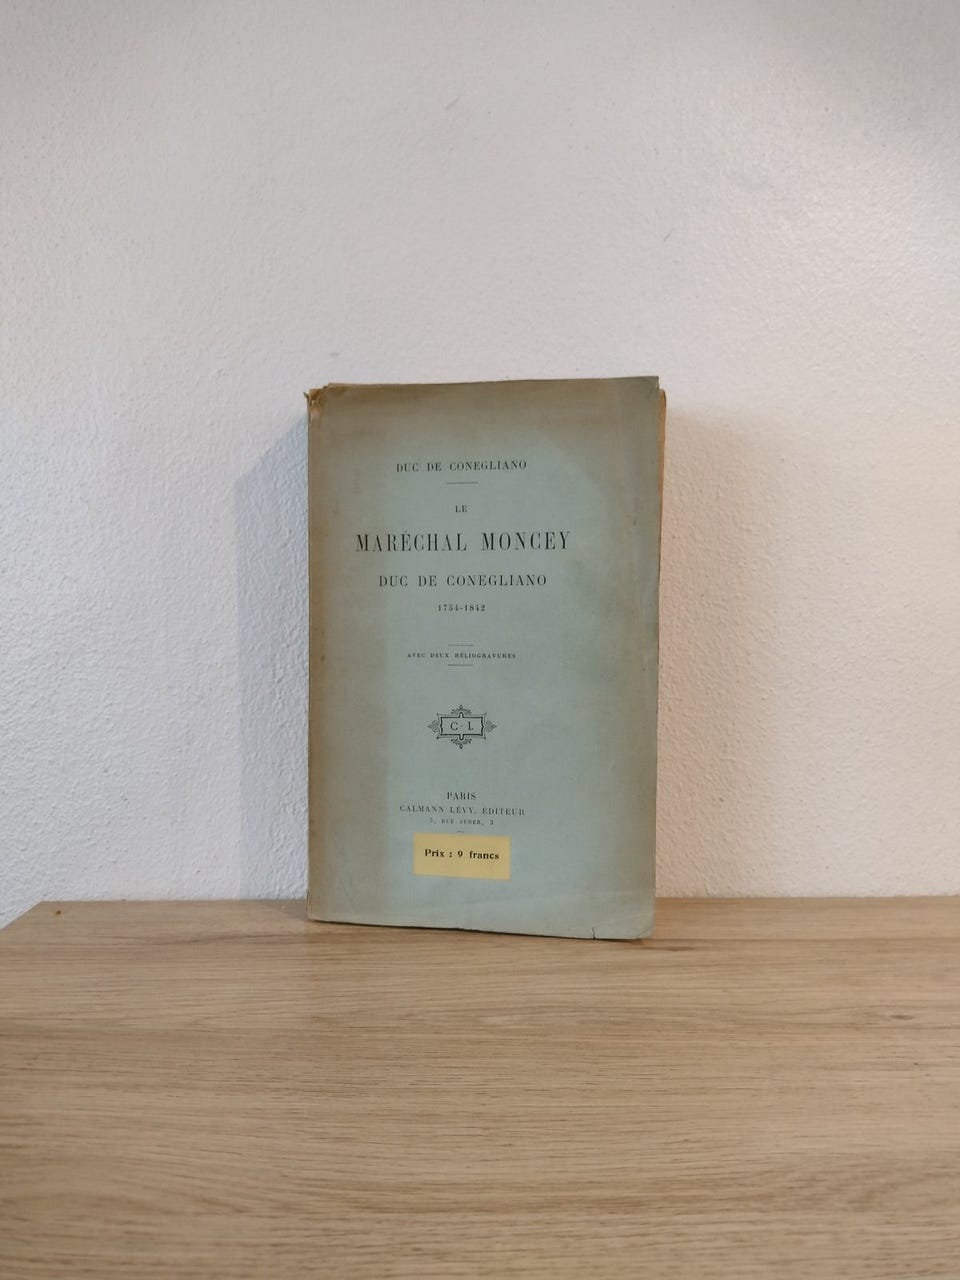 DUC DE CONEGLIANO
LE
MARÉCHAL MONCEY
DUC DE CONEGLIANO
1754-1842
AVEC DEUX HÉLIOGRAVURES
C · L
PARIS
CALMANN LÉVY, ÉDITEUR
3, RUE AUBER, 3
Prix : 9 francs